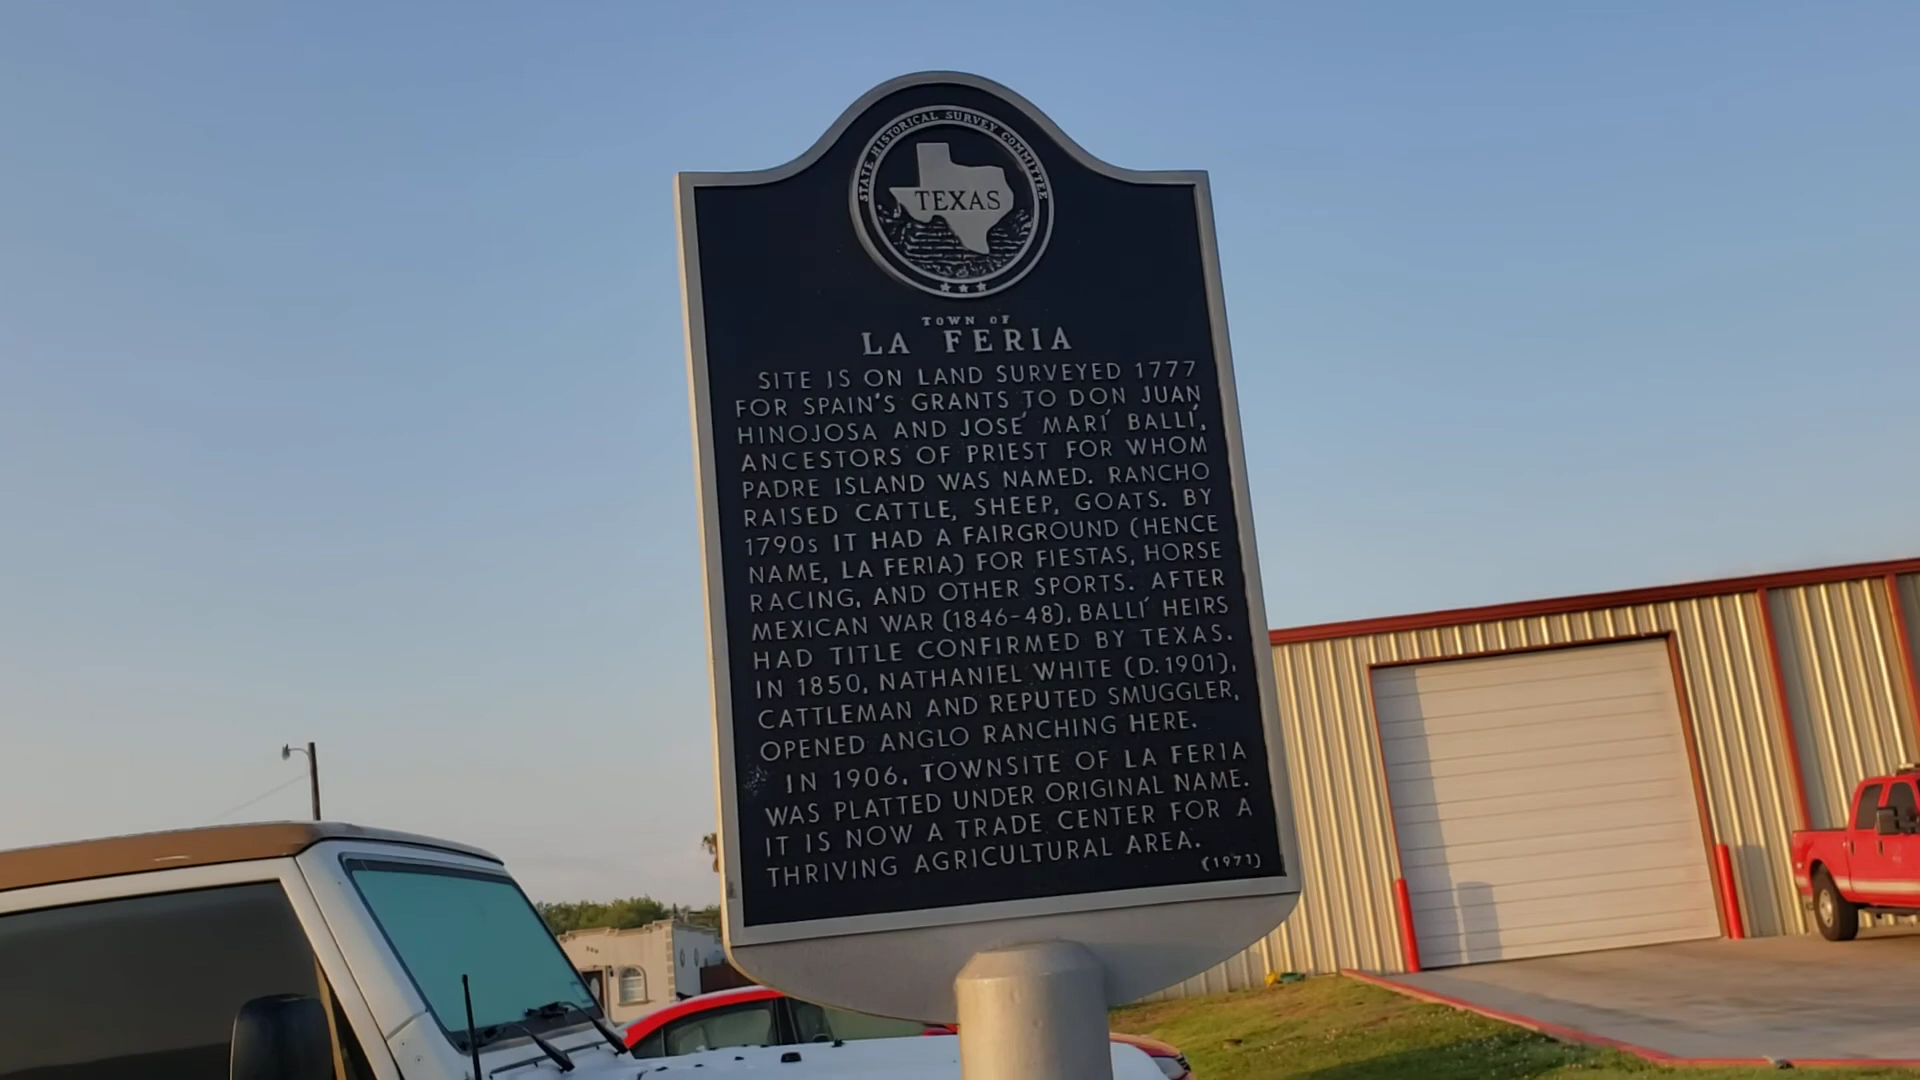 STATE HISTORICAL SURVEY COMMITTEE
TEXAS
TOWN OF
LA FERIA
SITE IS ON LAND SURVEYED 1777
FOR SPAIN'S GRANTS TO DON JUAN
HINOJOSA AND JOSÉ MARÍ BALLÍ,
ANCESTORS OF PRIEST FOR WHOM
PADRE ISLAND WAS NAMED. RANCHO
RAISED CATTLE, SHEEP, GOATS. BY
1790s IT HAD A FAIRGROUND (HENCE
NAME, LA FERIA) FOR FIESTAS, HORSE
RACING, AND OTHER SPORTS. AFTER
MEXICAN WAR (1846-48), BALLÍ HEIRS
HAD TITLE CONFIRMED BY TEXAS.
IN 1850, NATHANIEL WHITE (D. 1901),
CATTLEMAN AND REPUTED SMUGGLER,
OPENED ANGLO RANCHING HERE.
IN 1906, TOWNSITE OF LA FERIA
WAS PLATTED UNDER ORIGINAL NAME.
IT IS NOW A TRADE CENTER FOR A
THRIVING AGRICULTURAL AREA.
(1971)